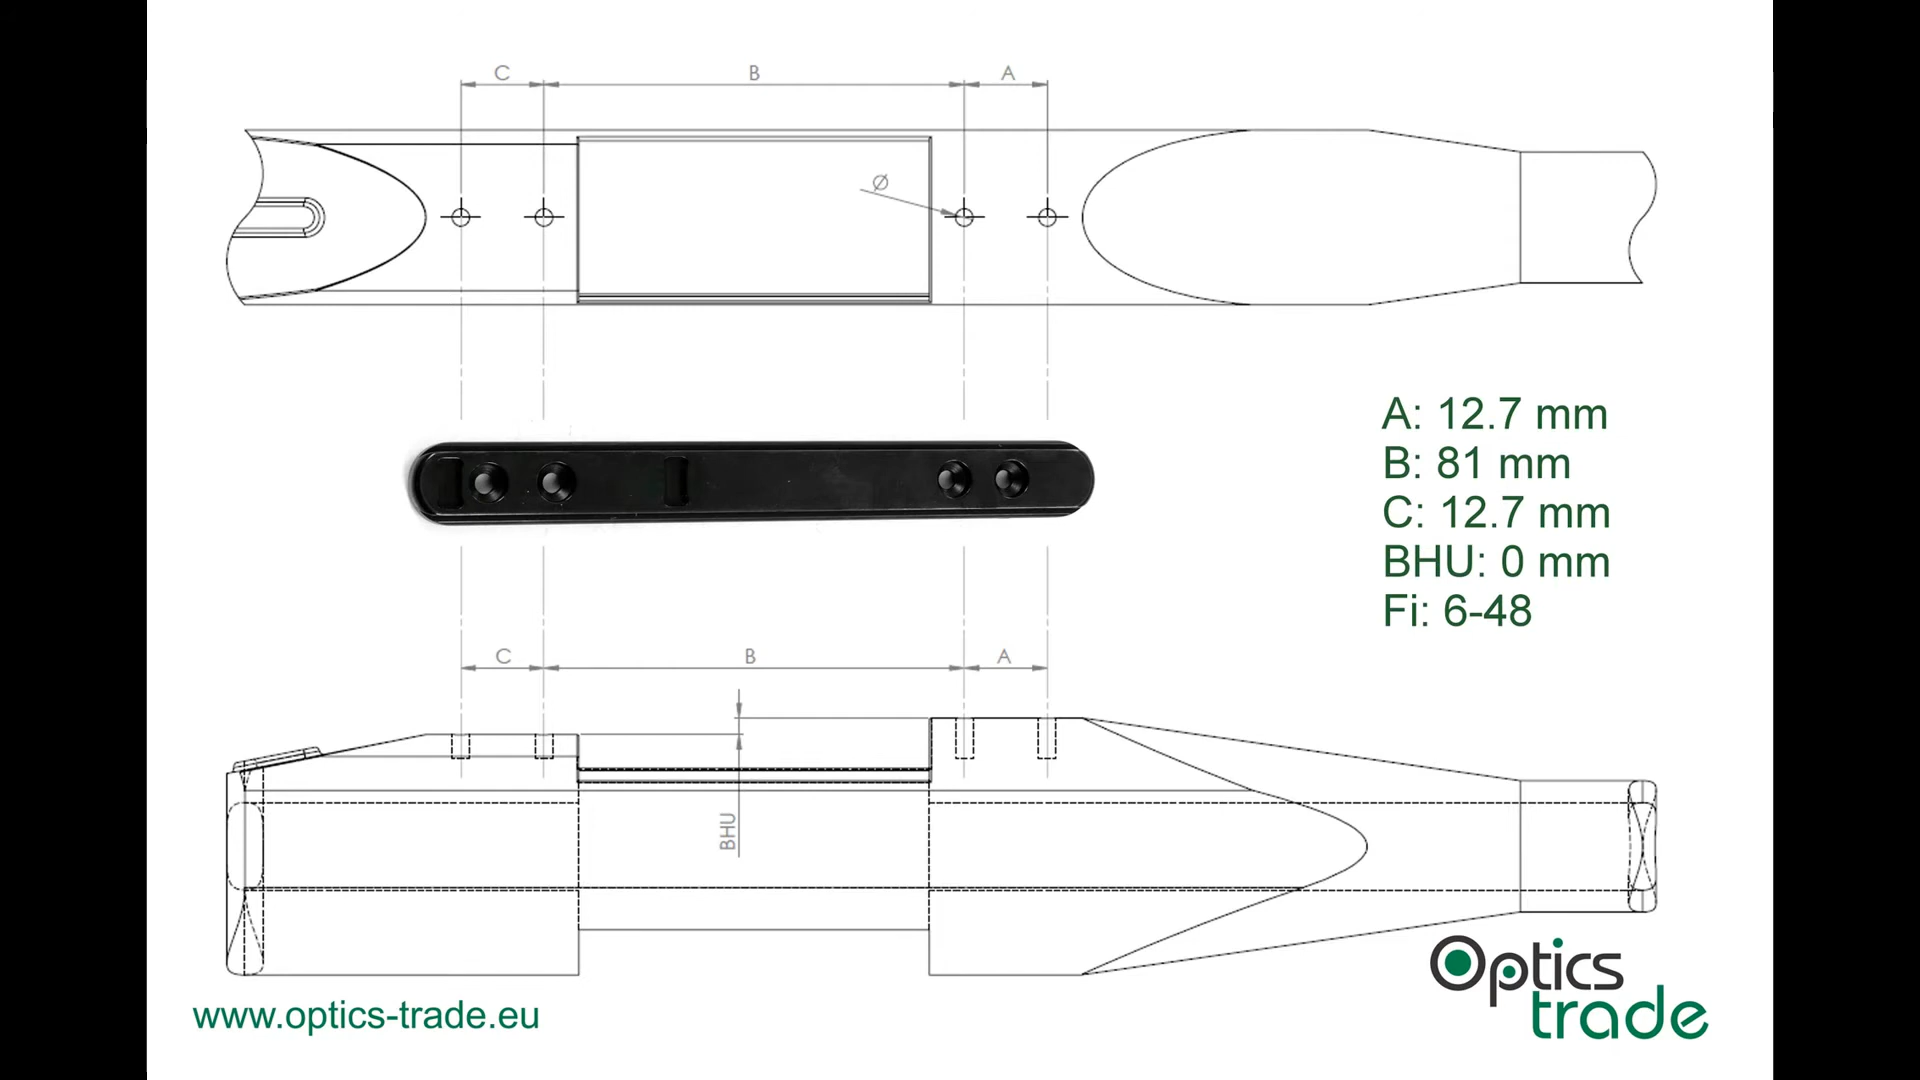 C B A
Ø
A: 12.7 mm
B: 81 mm
C: 12.7 mm
BHU: 0 mm
Fi: 6-48
C B A
BHU
www.optics-trade.eu
Optics
trade